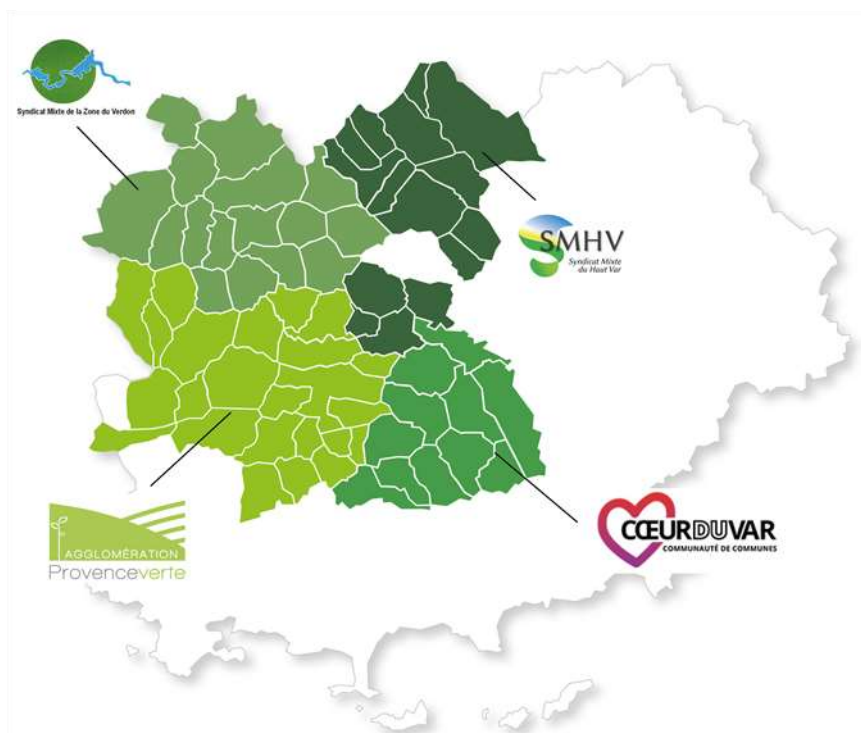 Syndicat Mixte de la Zone du Verdon
SMHV
Syndicat Mixte
du Haut Var
AGGLOMÉRATION
Provenceverte
CŒURDUVAR
COMMUNAUTÉ DE COMMUNES